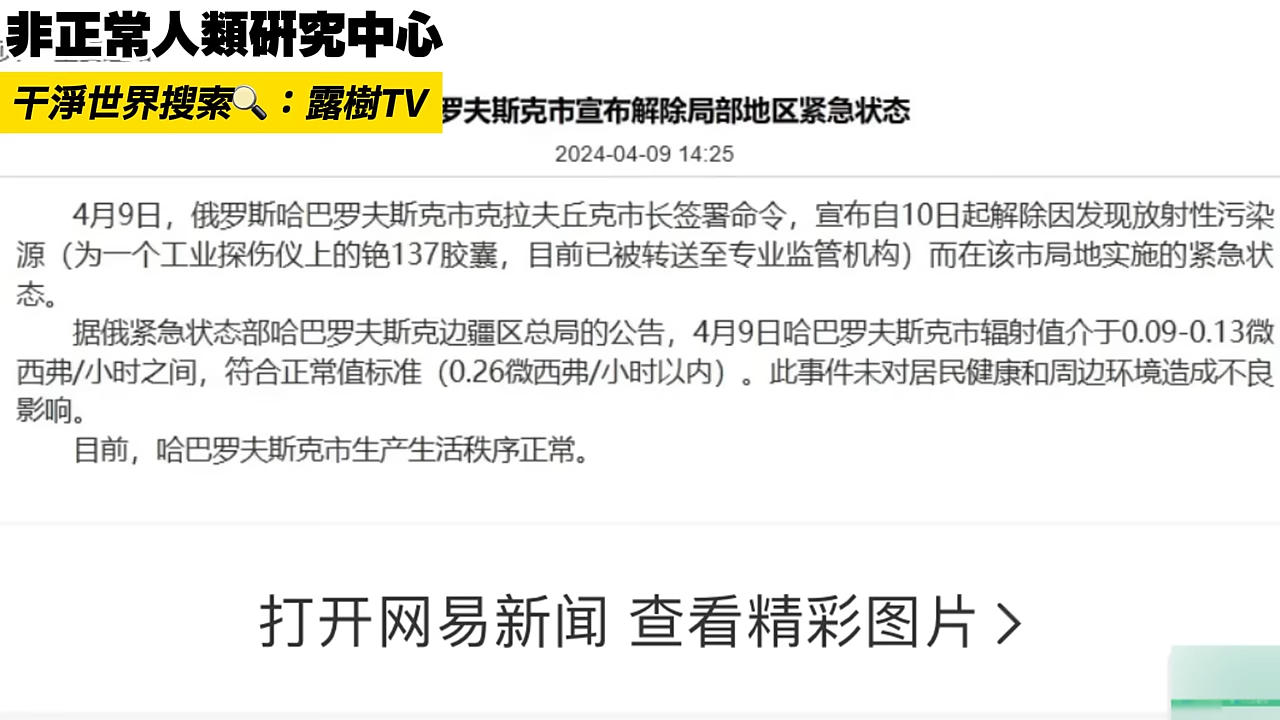 非正常人類研究中心
干淨世界搜索🔍：露樹TV
罗夫斯克市宣布解除局部地区紧急状态
2024-04-09 14:25
4月9日，俄罗斯哈巴罗夫斯克市克拉夫丘克市长签署命令，宣布自10日起解除因发现放射性污染
源（为一个工业探伤仪上的铯137胶囊，目前已被转送至专业监管机构）而在该市局地实施的紧急状
态。
据俄紧急状态部哈巴罗夫斯克边疆区总局的公告，4月9日哈巴罗夫斯克市辐射值介于0.09-0.13微
西弗/小时之间，符合正常值标准（0.26微西弗/小时以内）。此事件未对居民健康和周边环境造成不良
影响。
目前，哈巴罗夫斯克市生产生活秩序正常。
打开网易新闻 查看精彩图片